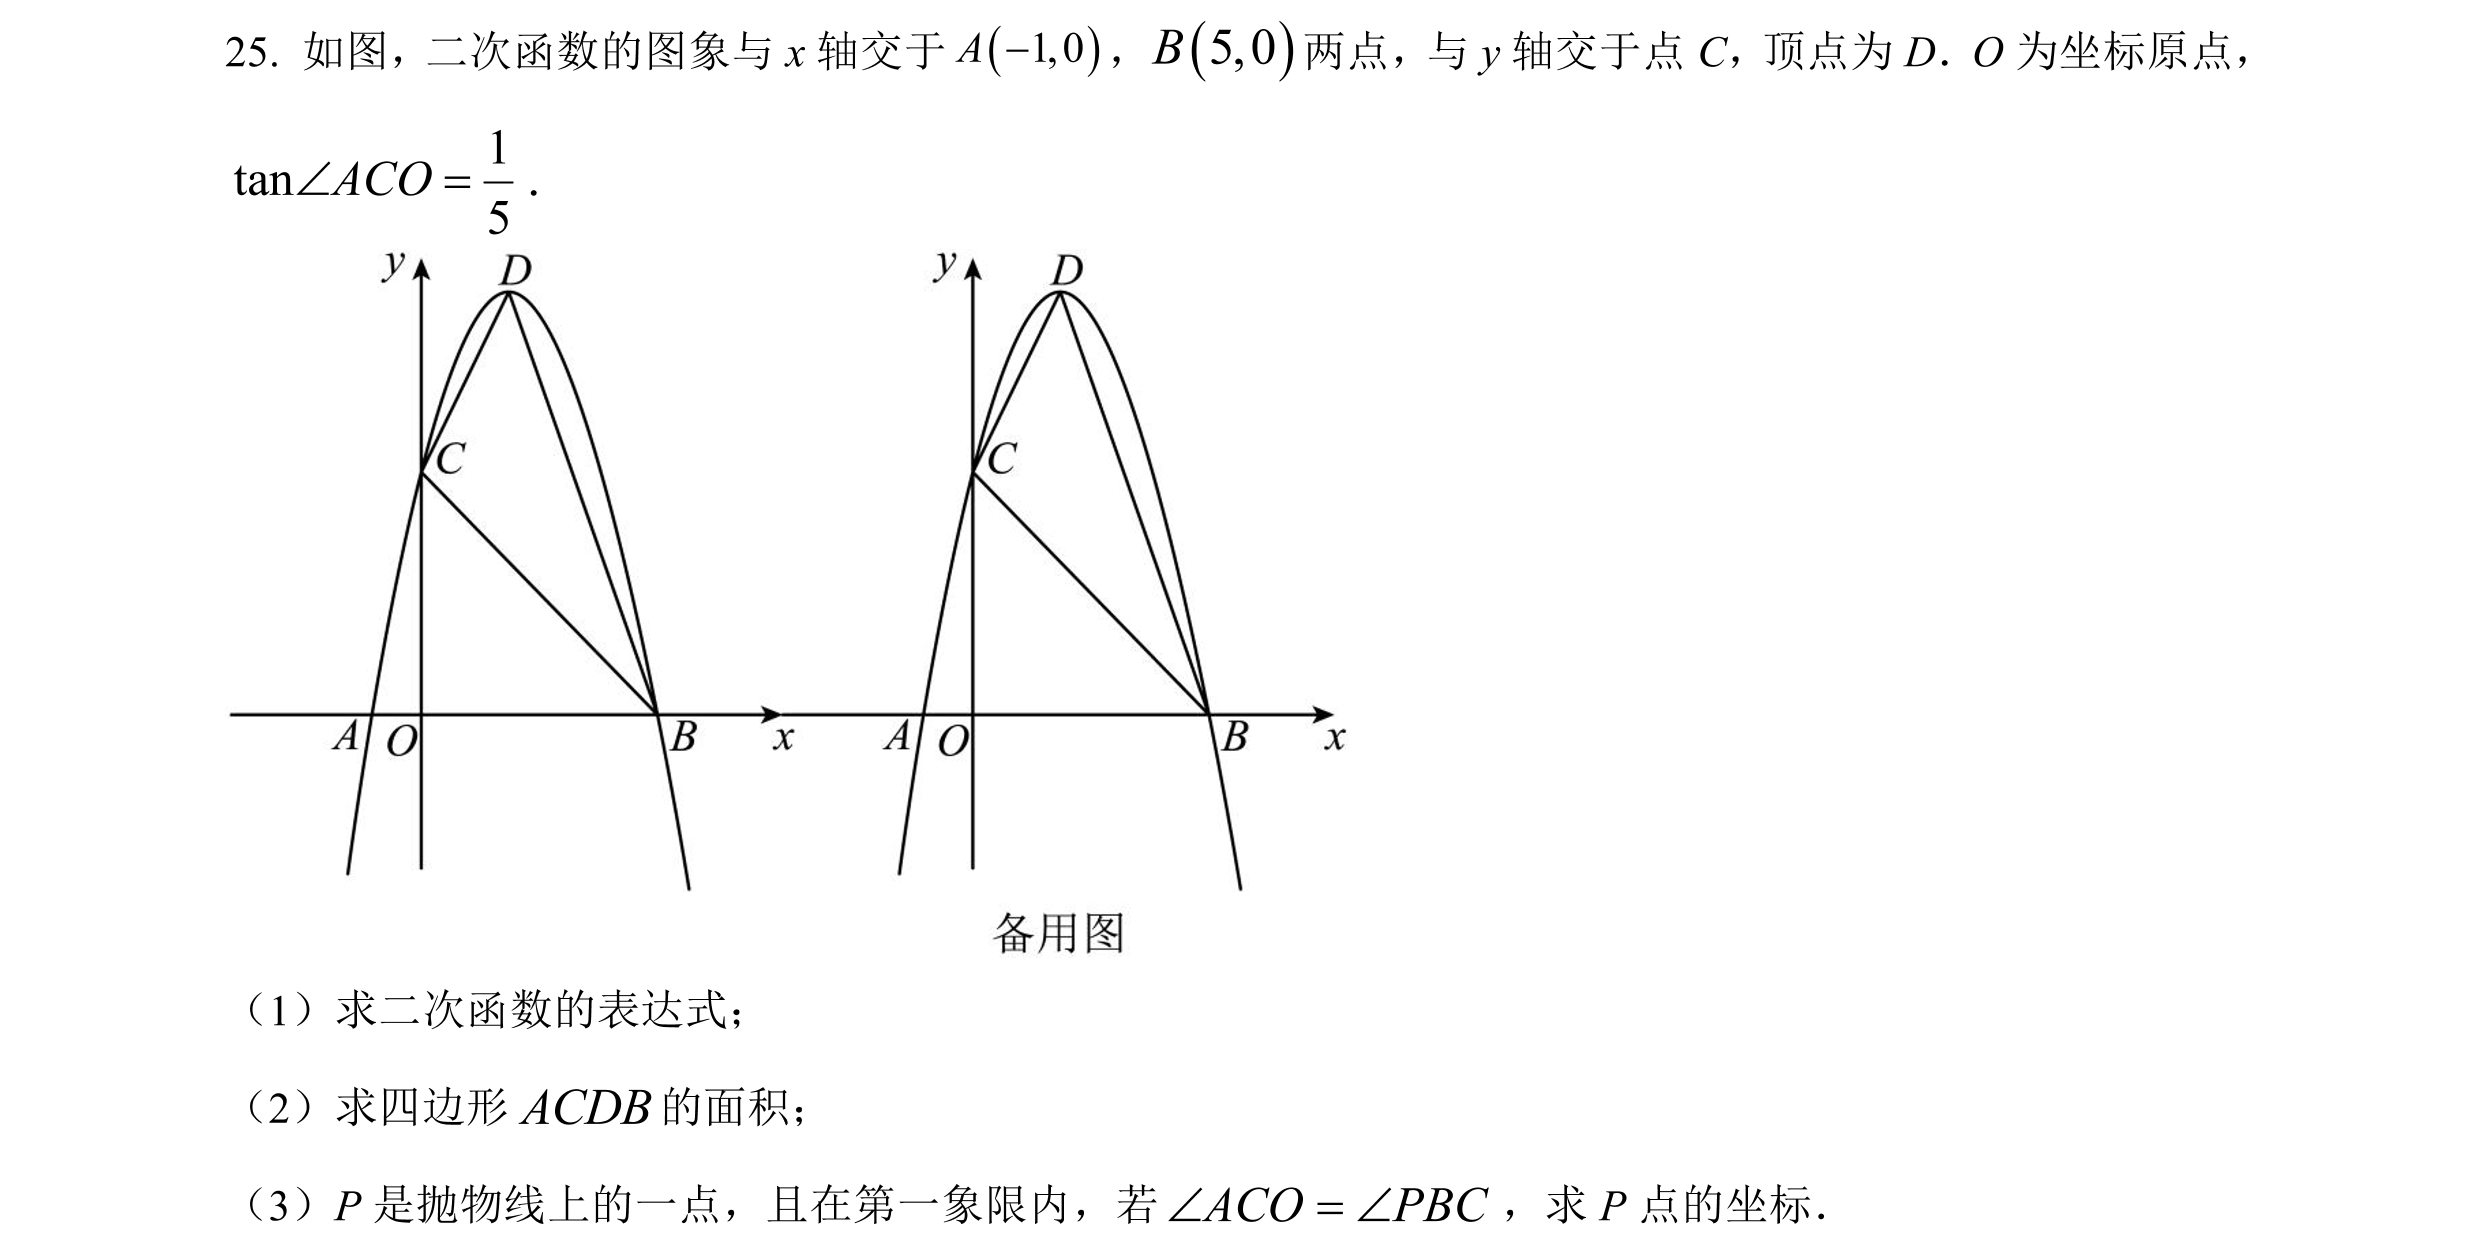 25. 如图，二次函数的图象与 x 轴交于 A(−1,0)，B(5,0)两点，与 y 轴交于点 C，顶点为 D．O 为坐标原点，
tan∠ACO = 1/5 .
y D y D
C C
A O B x A O B x
备用图
（1）求二次函数的表达式；
（2）求四边形 ACDB 的面积；
（3）P 是抛物线上的一点，且在第一象限内，若∠ACO = ∠PBC，求 P 点的坐标．